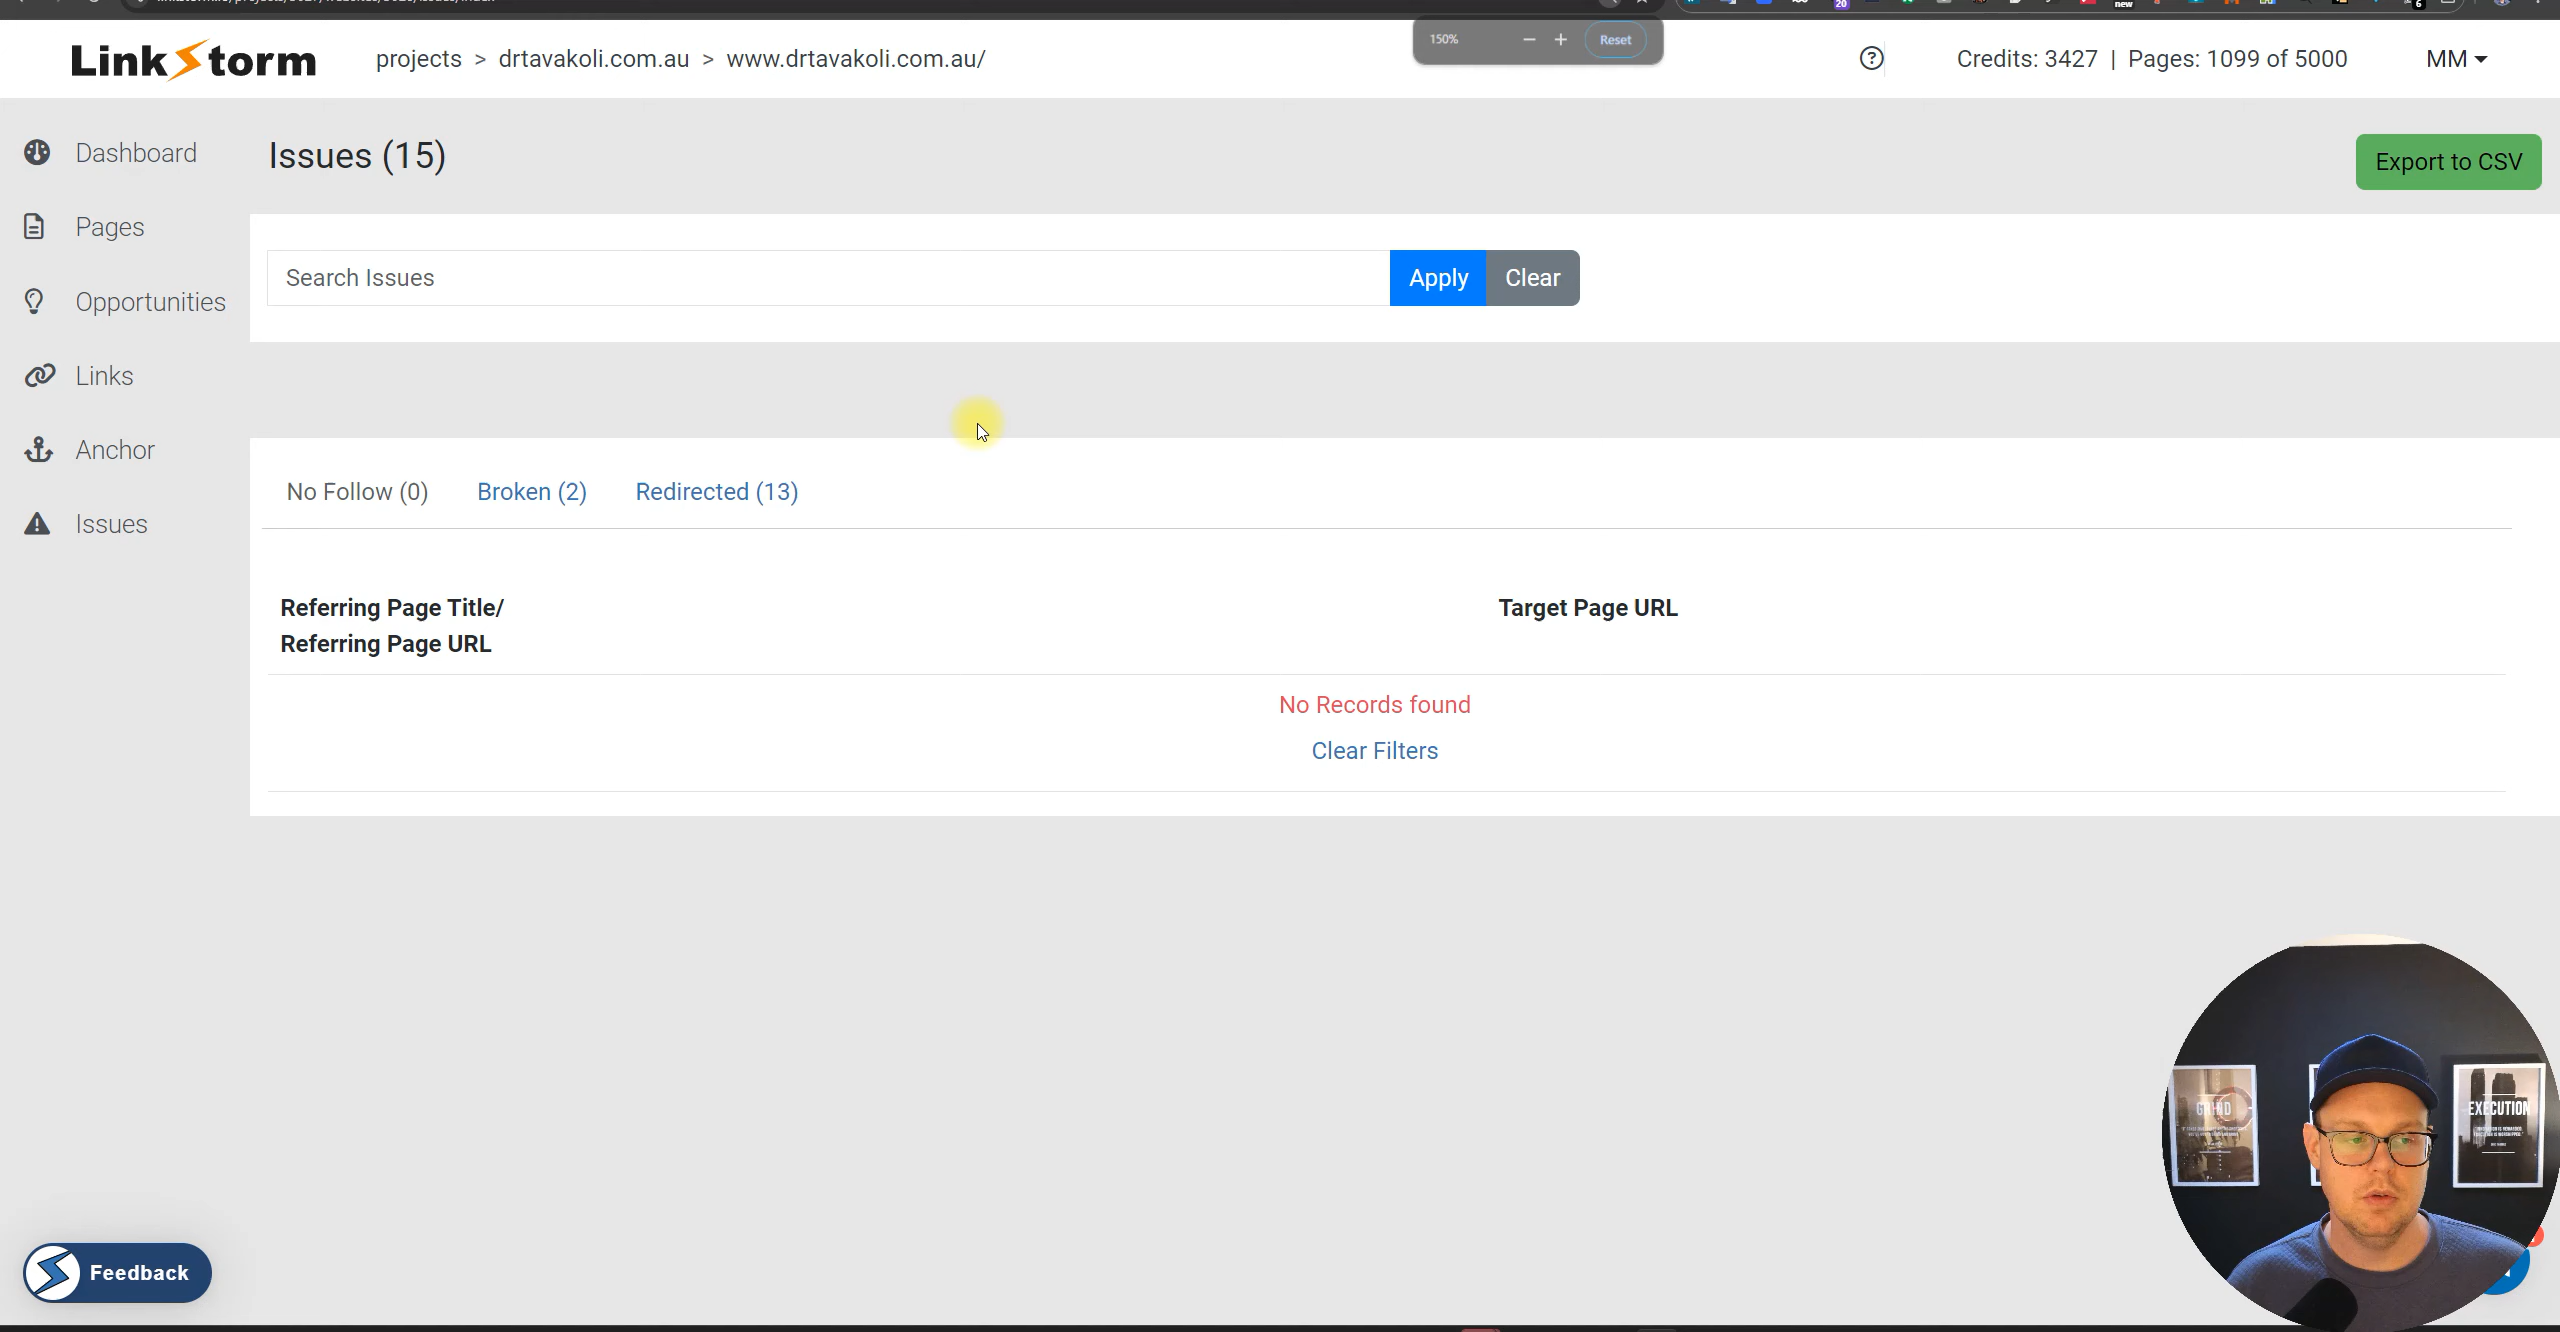 150%
Reset
LinkStorm
projects > drtavakoli.com.au > www.drtavakoli.com.au/
Credits: 3427 | Pages: 1099 of 5000
MM
20
new
6
Dashboard
Pages
Opportunities
Links
Anchor
Issues
Issues (15)
Export to CSV
Search Issues
Apply
Clear
No Follow (0)
Broken (2)
Redirected (13)
Referring Page Title/
Referring Page URL
Target Page URL
No Records found
Clear Filters
GRIND
EXECUTION
Feedback